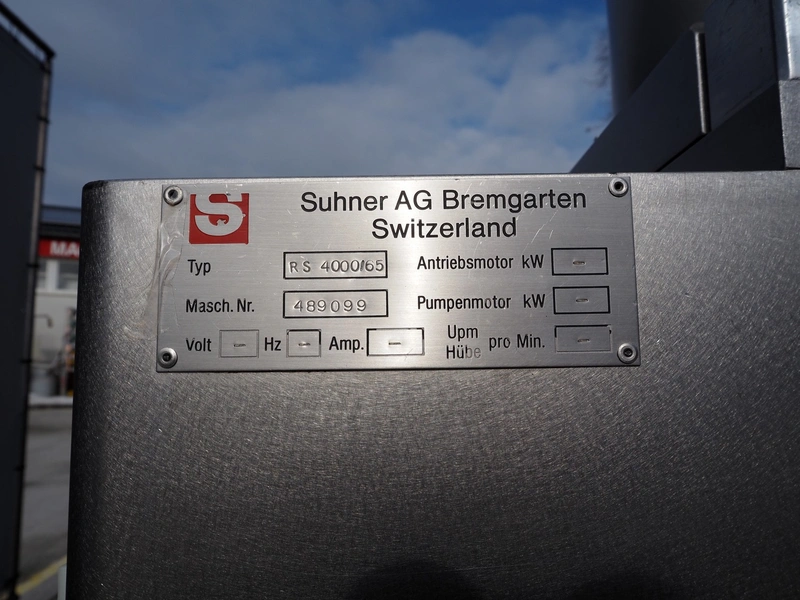 S
Suhner AG Bremgarten
Switzerland
Typ RS 4000/65 Antriebsmotor kW -
Masch. Nr. 489099 Pumpenmotor kW -
Volt - Hz - Amp. - Upm Hübe pro Min. -
MA